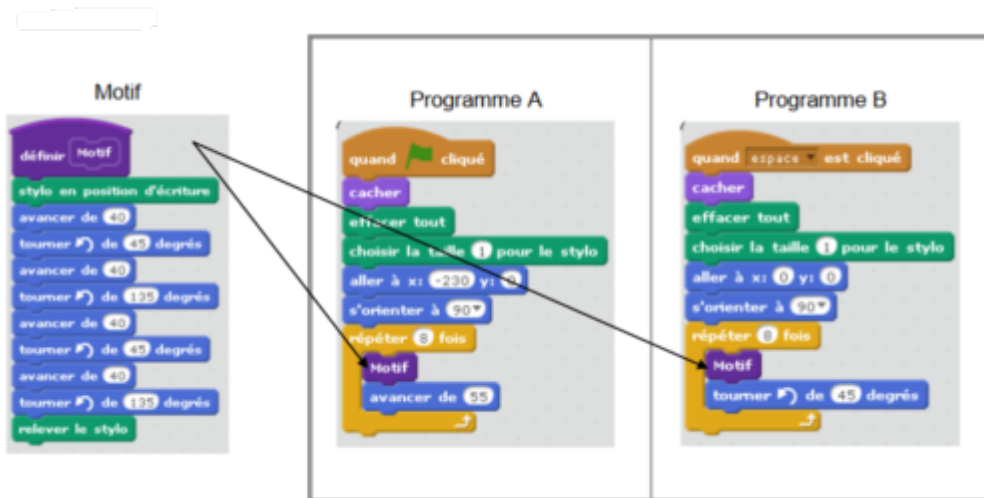 Motif
définir Motif
stylo en position d'écriture
avancer de 40
tourner de 45 degrés
avancer de 40
tourner de 135 degrés
avancer de 40
tourner de 45 degrés
avancer de 40
tourner de 135 degrés
relever le stylo
Programme A
quand cliqué
cacher
effacer tout
choisir la taille 1 pour le stylo
aller à x: -230 y: 0
s'orienter à 90
répéter 8 fois
Motif
avancer de 55
Programme B
quand espace est cliqué
cacher
effacer tout
choisir la taille 1 pour le stylo
aller à x: 0 y: 0
s'orienter à 90
répéter 8 fois
Motif
tourner de 45 degrés